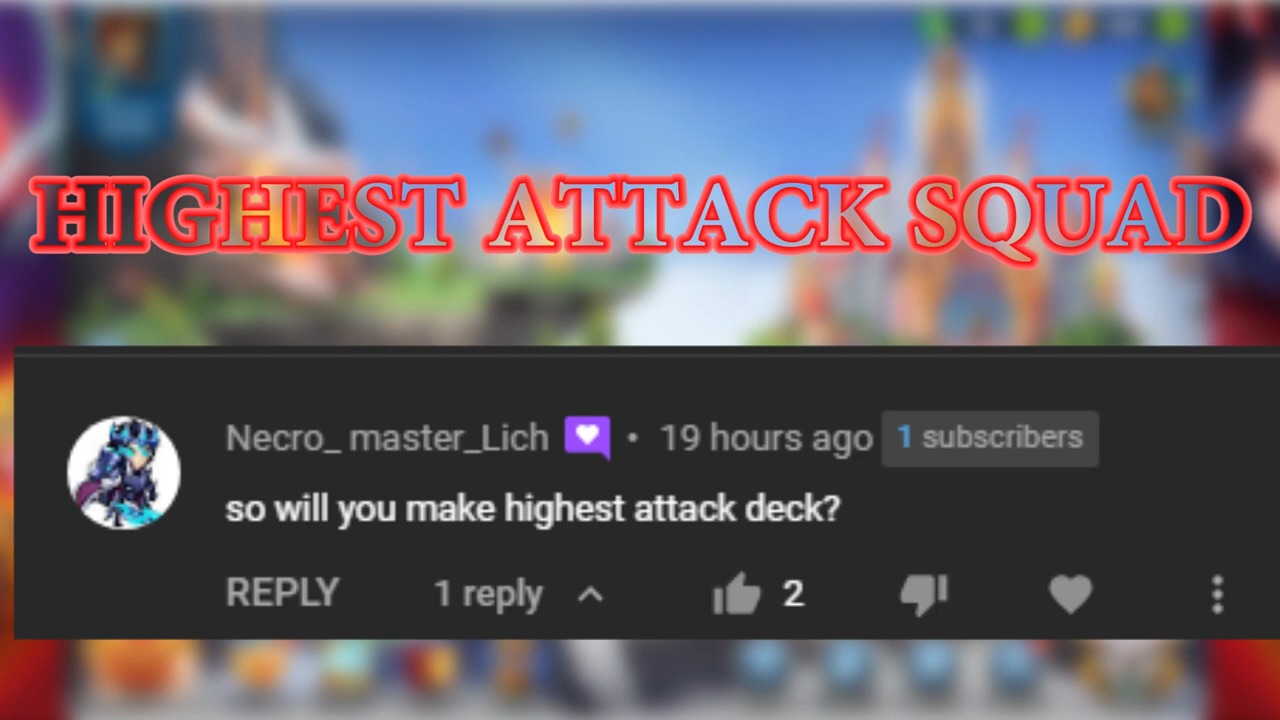 HIGHEST ATTACK SQUAD
Necro_ master_Lich • 19 hours ago 1 subscribers
so will you make highest attack deck?
REPLY 1 reply 2